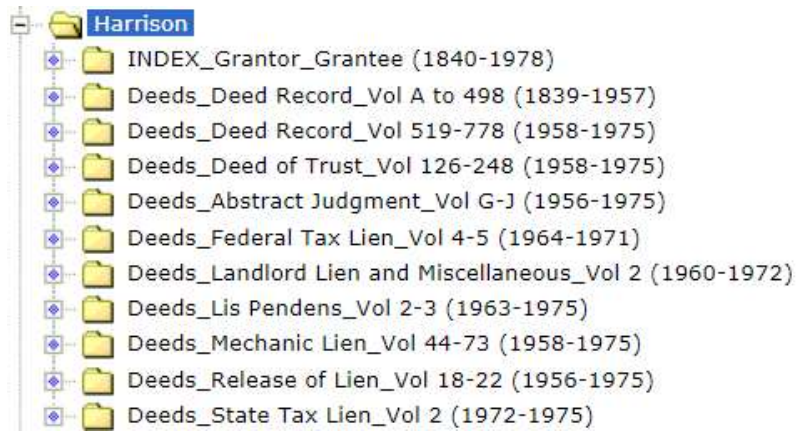 Harrison
INDEX_Grantor_Grantee (1840-1978)
Deeds_Deed Record_Vol A to 498 (1839-1957)
Deeds_Deed Record_Vol 519-778 (1958-1975)
Deeds_Deed of Trust_Vol 126-248 (1958-1975)
Deeds_Abstract Judgment_Vol G-J (1956-1975)
Deeds_Federal Tax Lien_Vol 4-5 (1964-1971)
Deeds_Landlord Lien and Miscellaneous_Vol 2 (1960-1972)
Deeds_Lis Pendens_Vol 2-3 (1963-1975)
Deeds_Mechanic Lien_Vol 44-73 (1958-1975)
Deeds_Release of Lien_Vol 18-22 (1956-1975)
Deeds_State Tax Lien_Vol 2 (1972-1975)